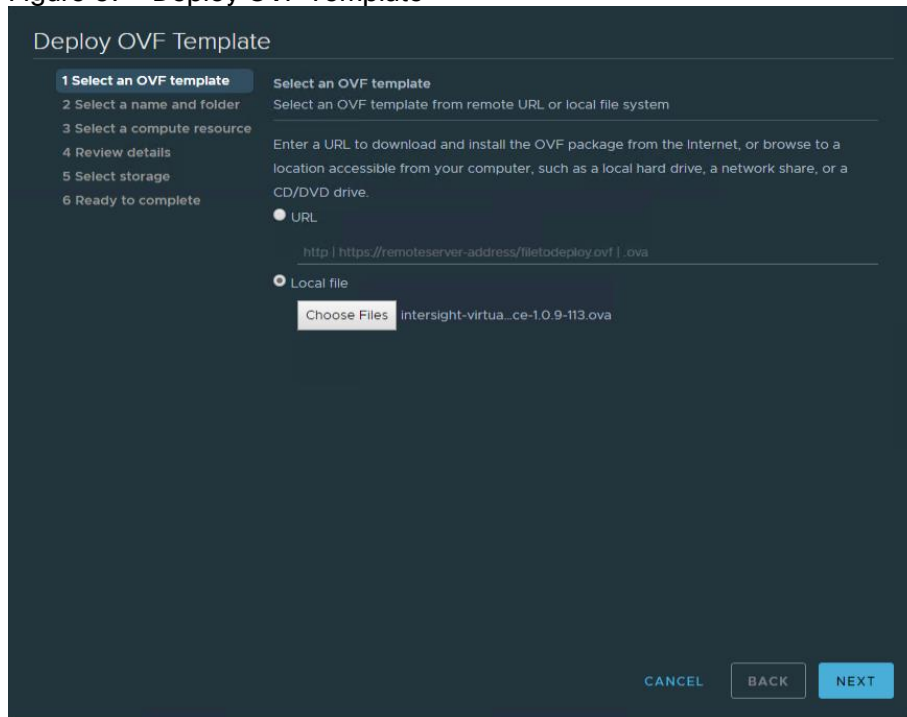 Deploy OVF Template
1 Select an OVF template
2 Select a name and folder
3 Select a compute resource
4 Review details
5 Select storage
6 Ready to complete
Select an OVF template
Select an OVF template from remote URL or local file system
Enter a URL to download and install the OVF package from the Internet, or browse to a
location accessible from your computer, such as a local hard drive, a network share, or a
CD/DVD drive.
URL
http | https://remoteserver-address/filetodeploy.ovf | .ova
Local file
Choose Files intersight-virtua...ce-1.0.9-113.ova
CANCEL BACK NEXT